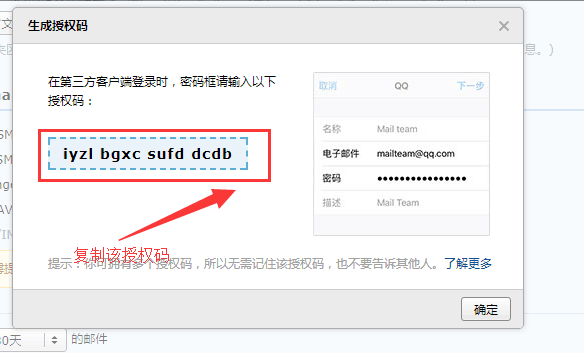 生成授权码
在第三方客户端登录时，密码框请输入以下
授权码：
iyzl bgxc sufd dcdb
取消 QQ 下一步
名称 Mail team
电子邮件 mailteam@qq.com
密码 ●●●●●●●●●●●●●●●●
描述 Mail Team
复制该授权码
提示：你可拥有多个授权码，所以无需记住该授权码，也不要告诉其他人。了解更多
确定
0天 的邮件